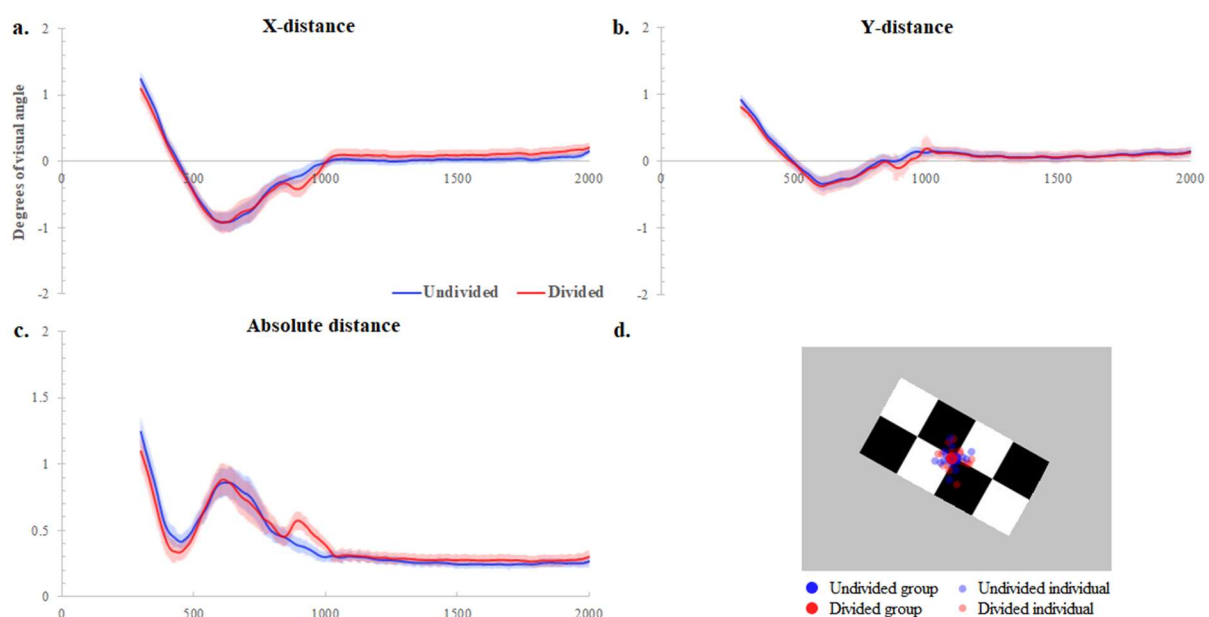 a.
X-distance
2
1
0
-1
-2
0
500
1000
1500
2000
Degrees of visual angle
Undivided
Divided
b.
Y-distance
2
1
0
-1
-2
0
500
1000
1500
2000
c.
Absolute distance
2
1.5
1
0.5
0
0
500
1000
1500
2000
d.
Undivided group
Undivided individual
Divided group
Divided individual